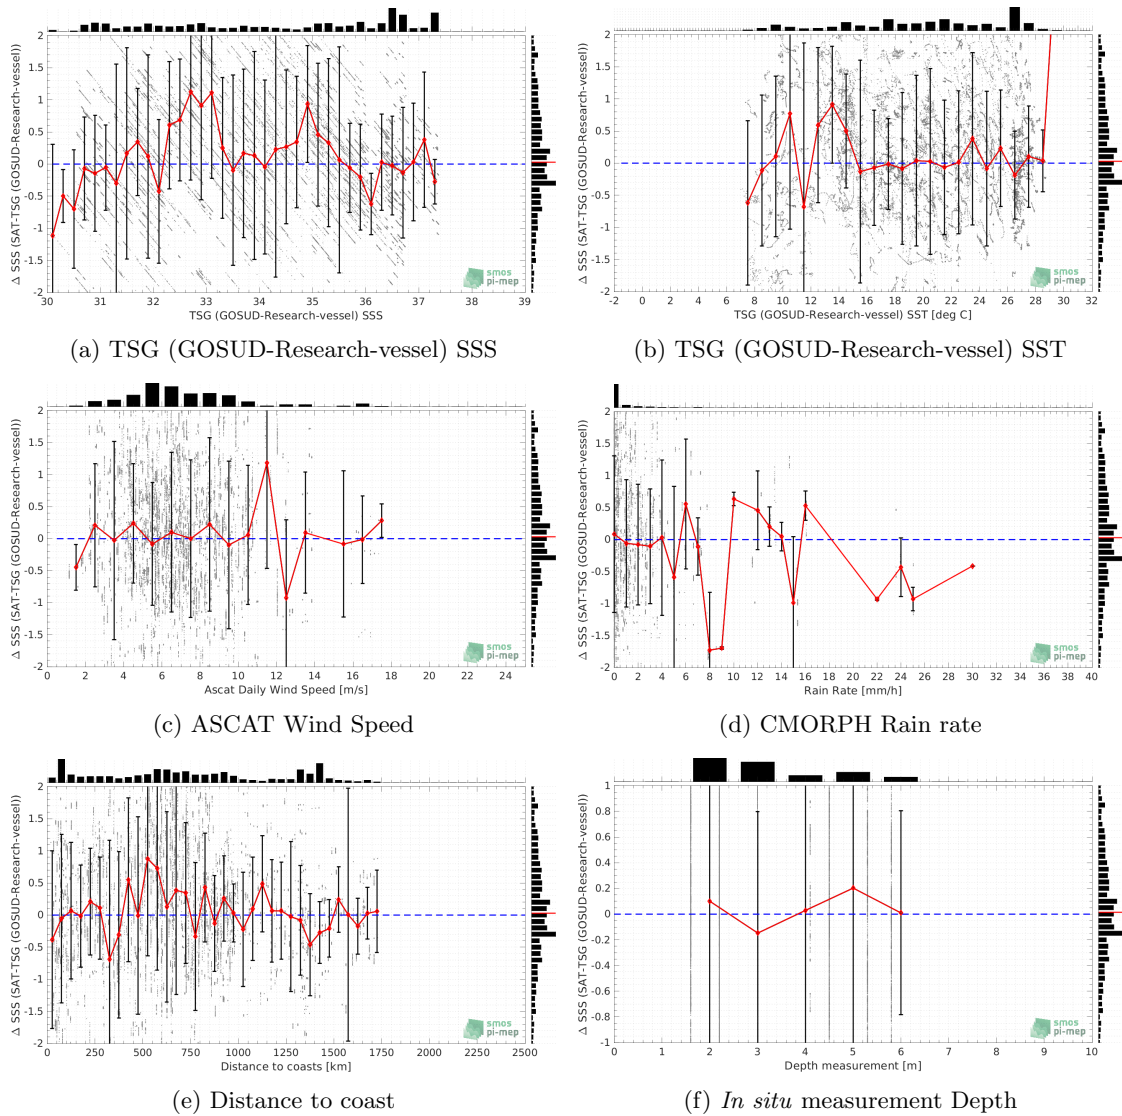 Δ SSS (SAT-TSG (GOSUD-Research-vessel))
2
1.5
1
0.5
0
-0.5
-1
-1.5
-2
30 31 32 33 34 35 36 37 38 39
TSG (GOSUD-Research-vessel) SSS
smos
pi-mep
(a) TSG (GOSUD-Research-vessel) SSS
Δ SSS (SAT-TSG (GOSUD-Research-vessel))
2
1.5
1
0.5
0
-0.5
-1
-1.5
-2
-2 0 2 4 6 8 10 12 14 16 18 20 22 24 26 28 30 32
TSG (GOSUD-Research-vessel) SST [deg C]
smos
pi-mep
(b) TSG (GOSUD-Research-vessel) SST
Δ SSS (SAT-TSG (GOSUD-Research-vessel))
2
1.5
1
0.5
0
-0.5
-1
-1.5
-2
0 2 4 6 8 10 12 14 16 18 20 22 24
Ascat Daily Wind Speed [m/s]
smos
pi-mep
(c) ASCAT Wind Speed
Δ SSS (SAT-TSG (GOSUD-Research-vessel))
2
1.5
1
0.5
0
-0.5
-1
-1.5
-2
0 2 4 6 8 10 12 14 16 18 20 22 24 26 28 30 32 34 36 38 40
Rain Rate [mm/h]
smos
pi-mep
(d) CMORPH Rain rate
Δ SSS (SAT-TSG (GOSUD-Research-vessel))
2
1.5
1
0.5
0
-0.5
-1
-1.5
-2
0 250 500 750 1000 1250 1500 1750 2000 2250 2500
Distance to coasts [km]
smos
pi-mep
(e) Distance to coast
Δ SSS (SAT-TSG (GOSUD-Research-vessel))
1
0.8
0.6
0.4
0.2
0
-0.2
-0.4
-0.6
-0.8
-1
0 1 2 3 4 5 6 7 8 9 10
Depth measurement [m]
smos
pi-mep
(f) In situ measurement Depth